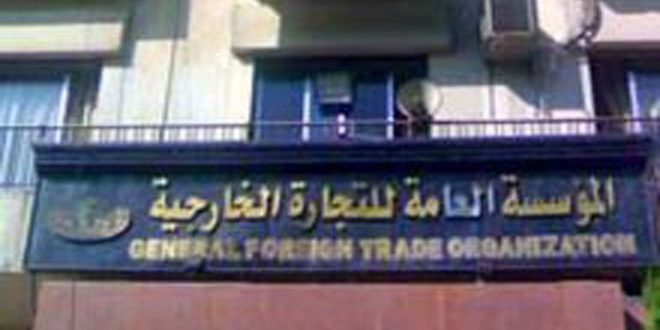 المؤسسة العامة للتجارة الخارجية
GENERAL FOREIGN TRADE ORGANIZATION